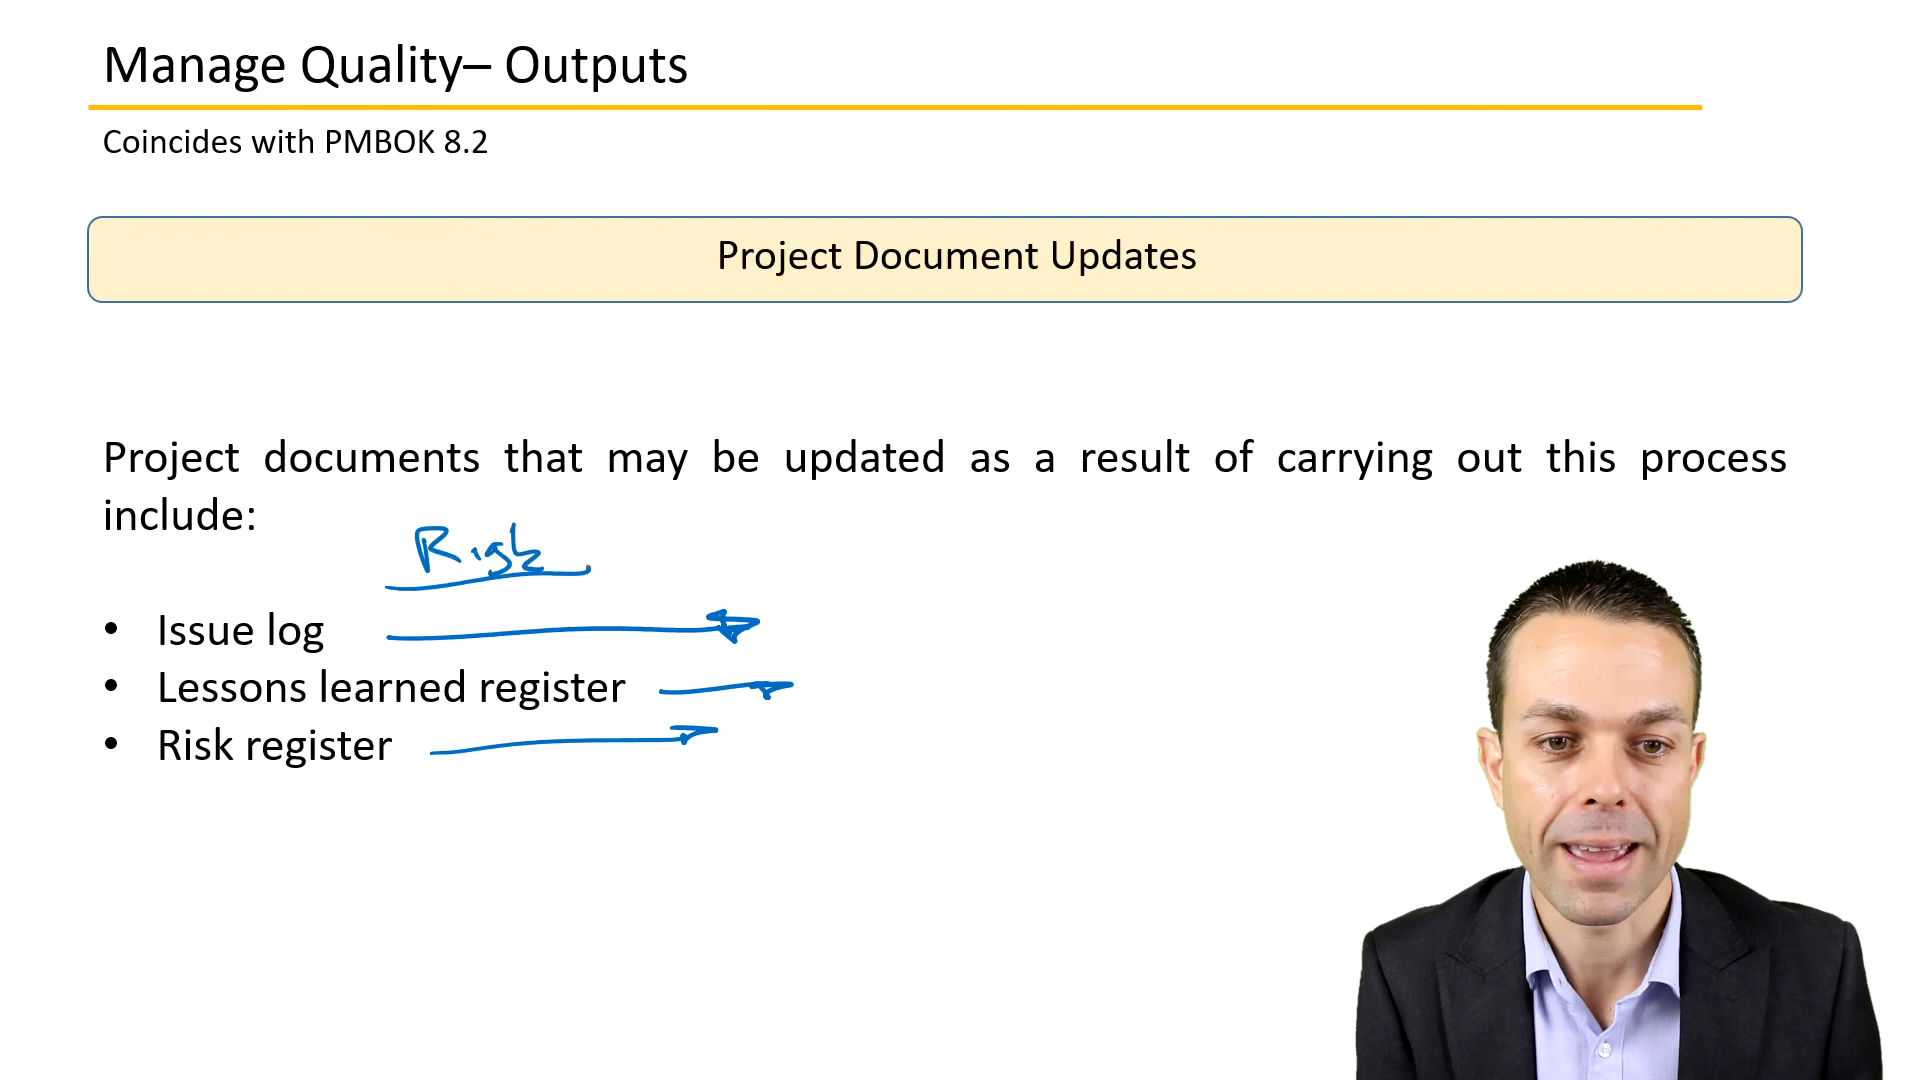 Manage Quality– Outputs
Coincides with PMBOK 8.2
Project Document Updates
Project documents that may be updated as a result of carrying out this process
include:
Risk
• Issue log
• Lessons learned register
• Risk register